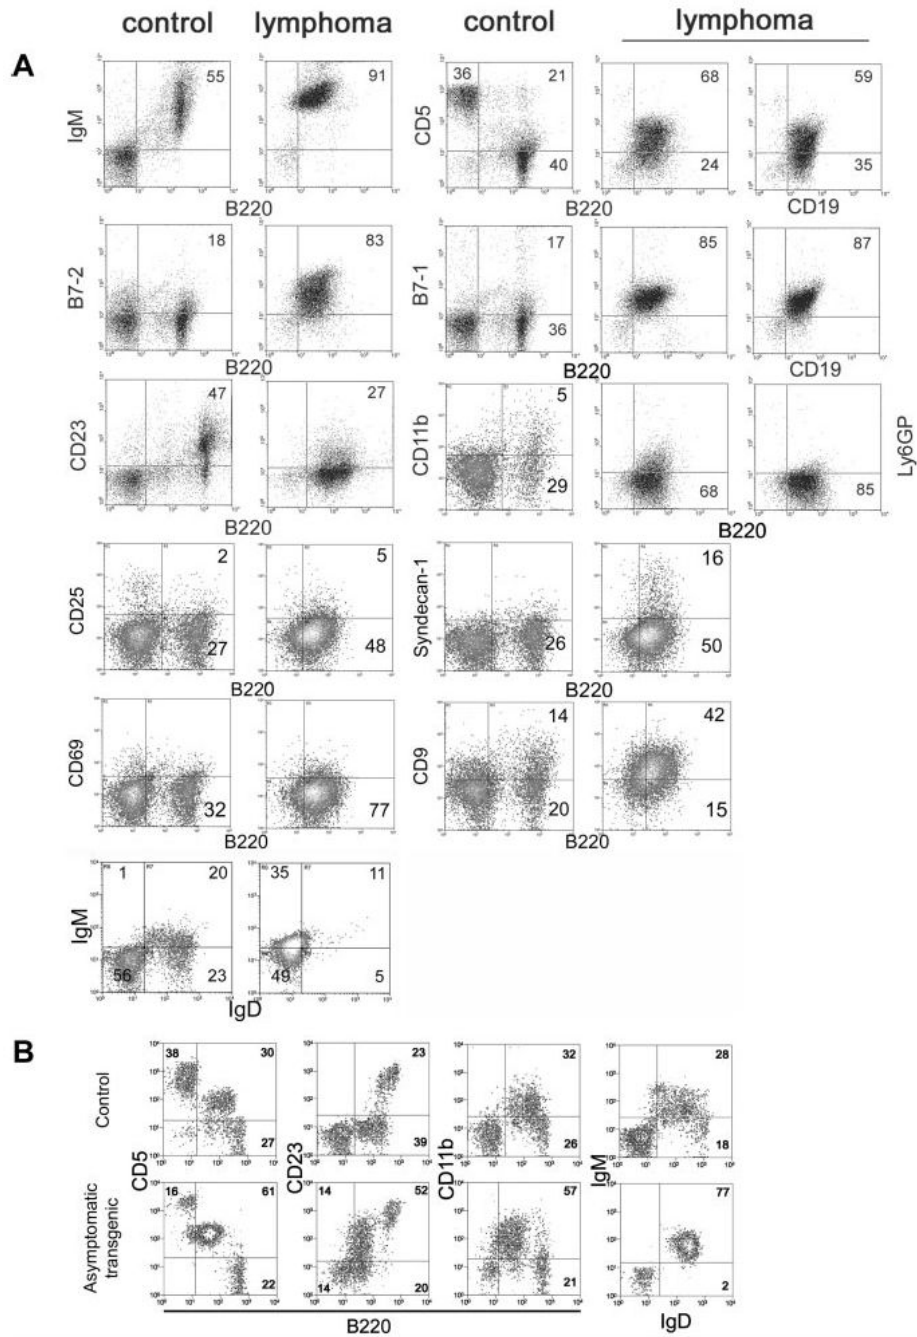 control lymphoma control lymphoma
A
IgM 55 91 CD5 36 21 40 68 24 59 35
B220 B220 CD19
B7-2 18 83 B7-1 17 36 85 87
B220 B220 CD19
CD23 47 27 CD11b 5 29 68 85 Ly6GP
B220 B220
CD25 2 27 5 48 Syndecan-1 26 16 50
B220 B220
CD69 32 77 CD9 14 20 42 15
B220 B220
IgM 1 20 56 23 35 11 49 5
IgD
B
Control CD5 38 30 27 CD23 23 39 CD11b 32 26 IgM 28 18
Asymptomatic
transgenic
16 61 22 14 52 14 20 57 21 77 2
B220 IgD